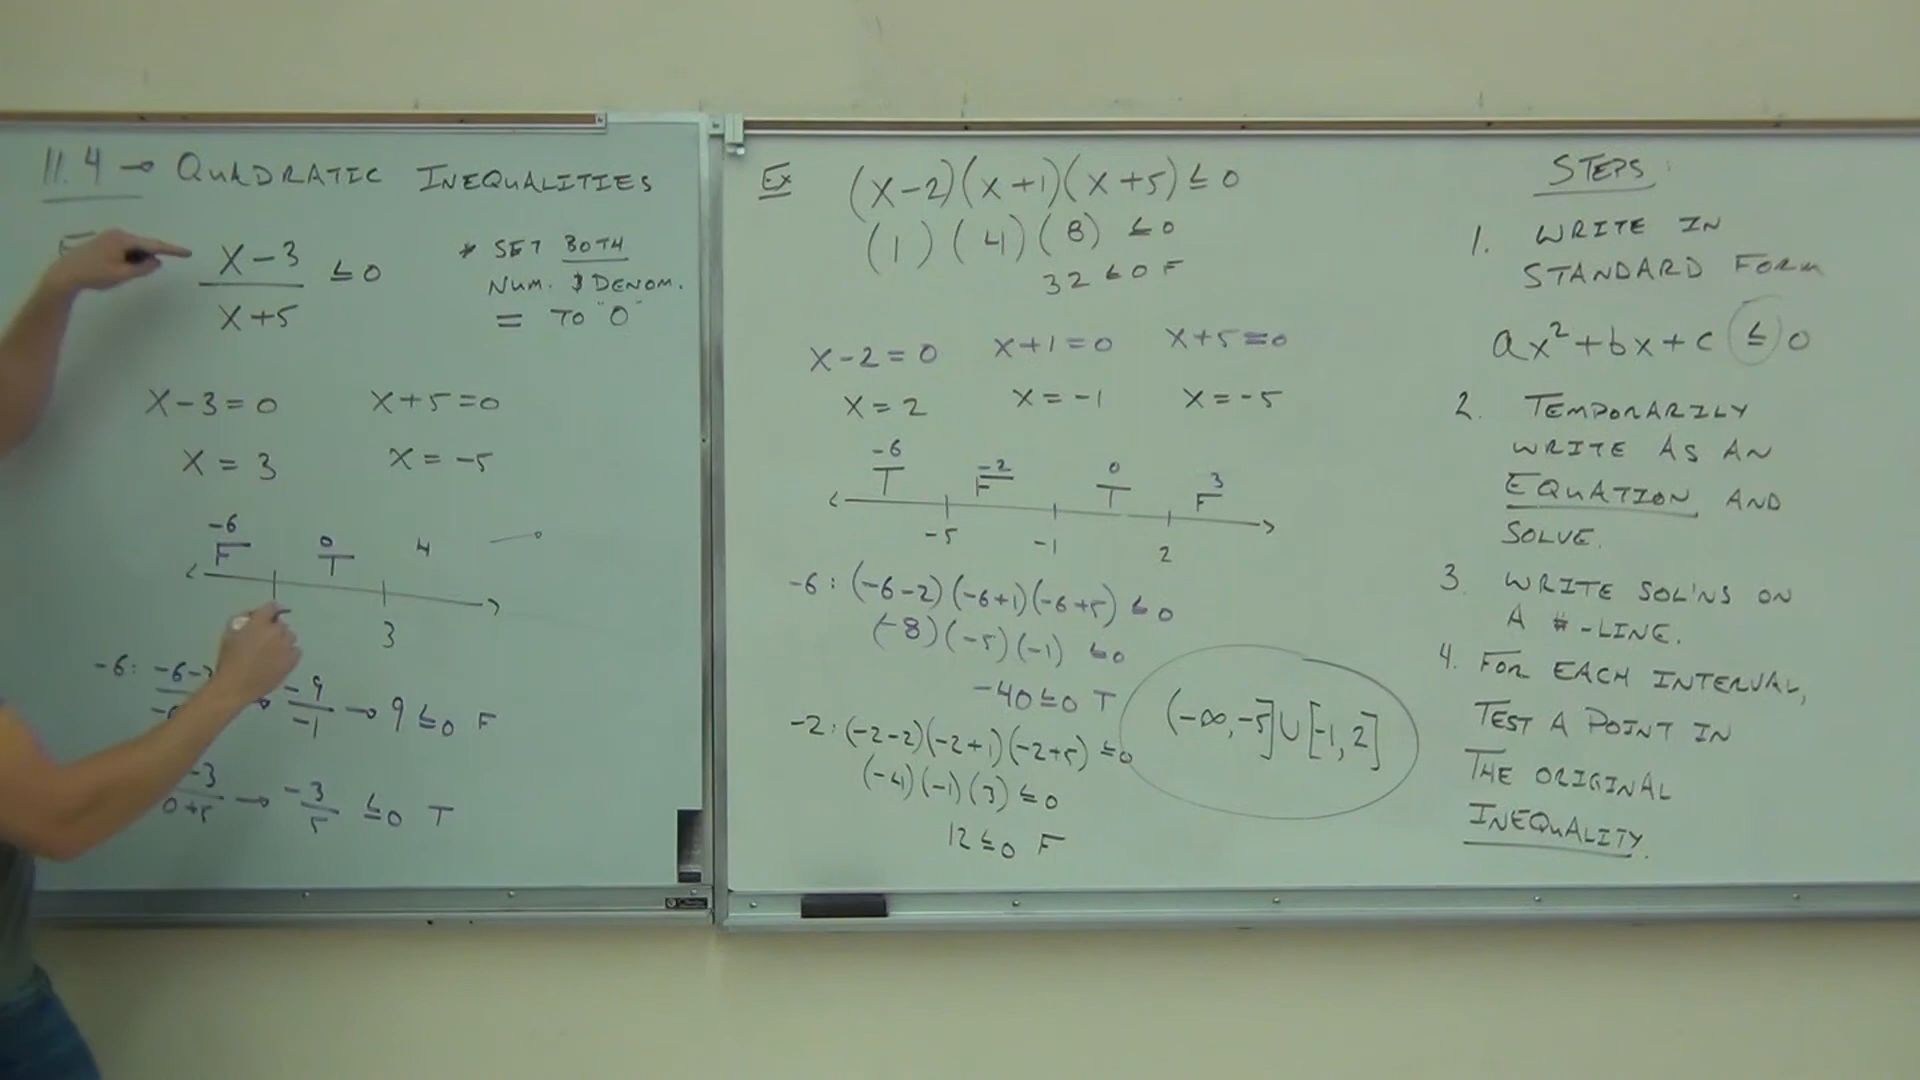 11.4 → QUADRATIC INEQUALITIES
x-3
/
x+5 ≤ 0
* SET BOTH
NUM. & DENOM.
= TO "0"
x-3=0 x+5=0
x = 3 x = -5
-6 0 4
F T
3
-6: → -9/-1 → 9 ≤ 0 F
-3
/
0+5 → -3/5 ≤ 0 T
Ex (x-2)(x+1)(x+5) ≤ 0
(1)(4)(8) ≤ 0
32 ≤ 0 F
x-2=0 x+1=0 x+5=0
x=2 x=-1 x=-5
-6 -2 0 3
T F T F
-5 -1 2
-6: (-6-2)(-6+1)(-6+5) ≤ 0
(-8)(-5)(-1) ≤ 0
-40 ≤ 0 T
-2: (-2-2)(-2+1)(-2+5) ≤ 0
(-4)(-1)(3) ≤ 0
12 ≤ 0 F
(-∞,-5]∪[-1,2]
STEPS:
1. WRITE IN
STANDARD FORM
ax²+bx+c ≤ 0
2. TEMPORARILY
WRITE AS AN
EQUATION AND
SOLVE.
3. WRITE SOL'NS ON
A #-LINE.
4. FOR EACH INTERVAL,
TEST A POINT IN
THE ORIGINAL
INEQUALITY.